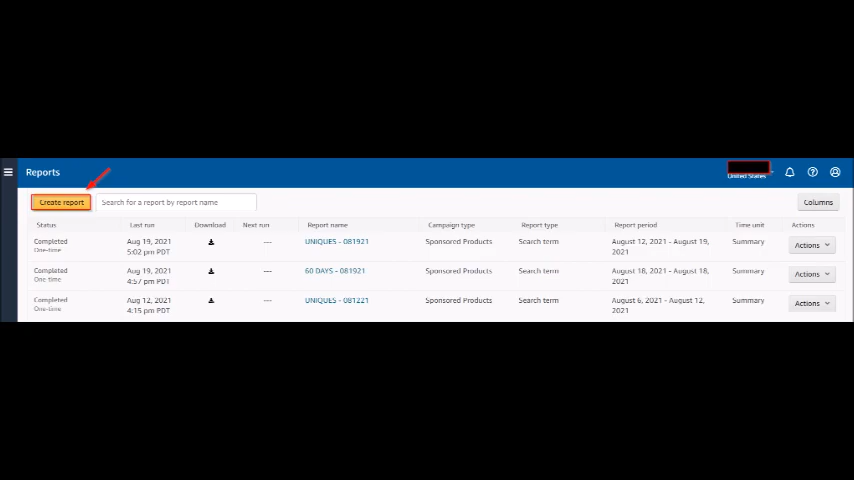 Reports
United States
Create report
Search for a report by report name
Columns
Status Last run Download Next run Report name Campaign type Report type Report period Time unit Actions
Completed Aug 19, 2021 --- UNIQUES - 081921 Sponsored Products Search term August 12, 2021 - August 19, Summary Actions
One-time 5:02 pm PDT 2021
Completed Aug 19, 2021 --- 60 DAYS - 081921 Sponsored Products Search term August 18, 2021 - August 18, Summary Actions
One-time 4:57 pm PDT 2021
Completed Aug 12, 2021 --- UNIQUES - 081221 Sponsored Products Search term August 6, 2021 - August 12, Summary Actions
One-time 4:15 pm PDT 2021